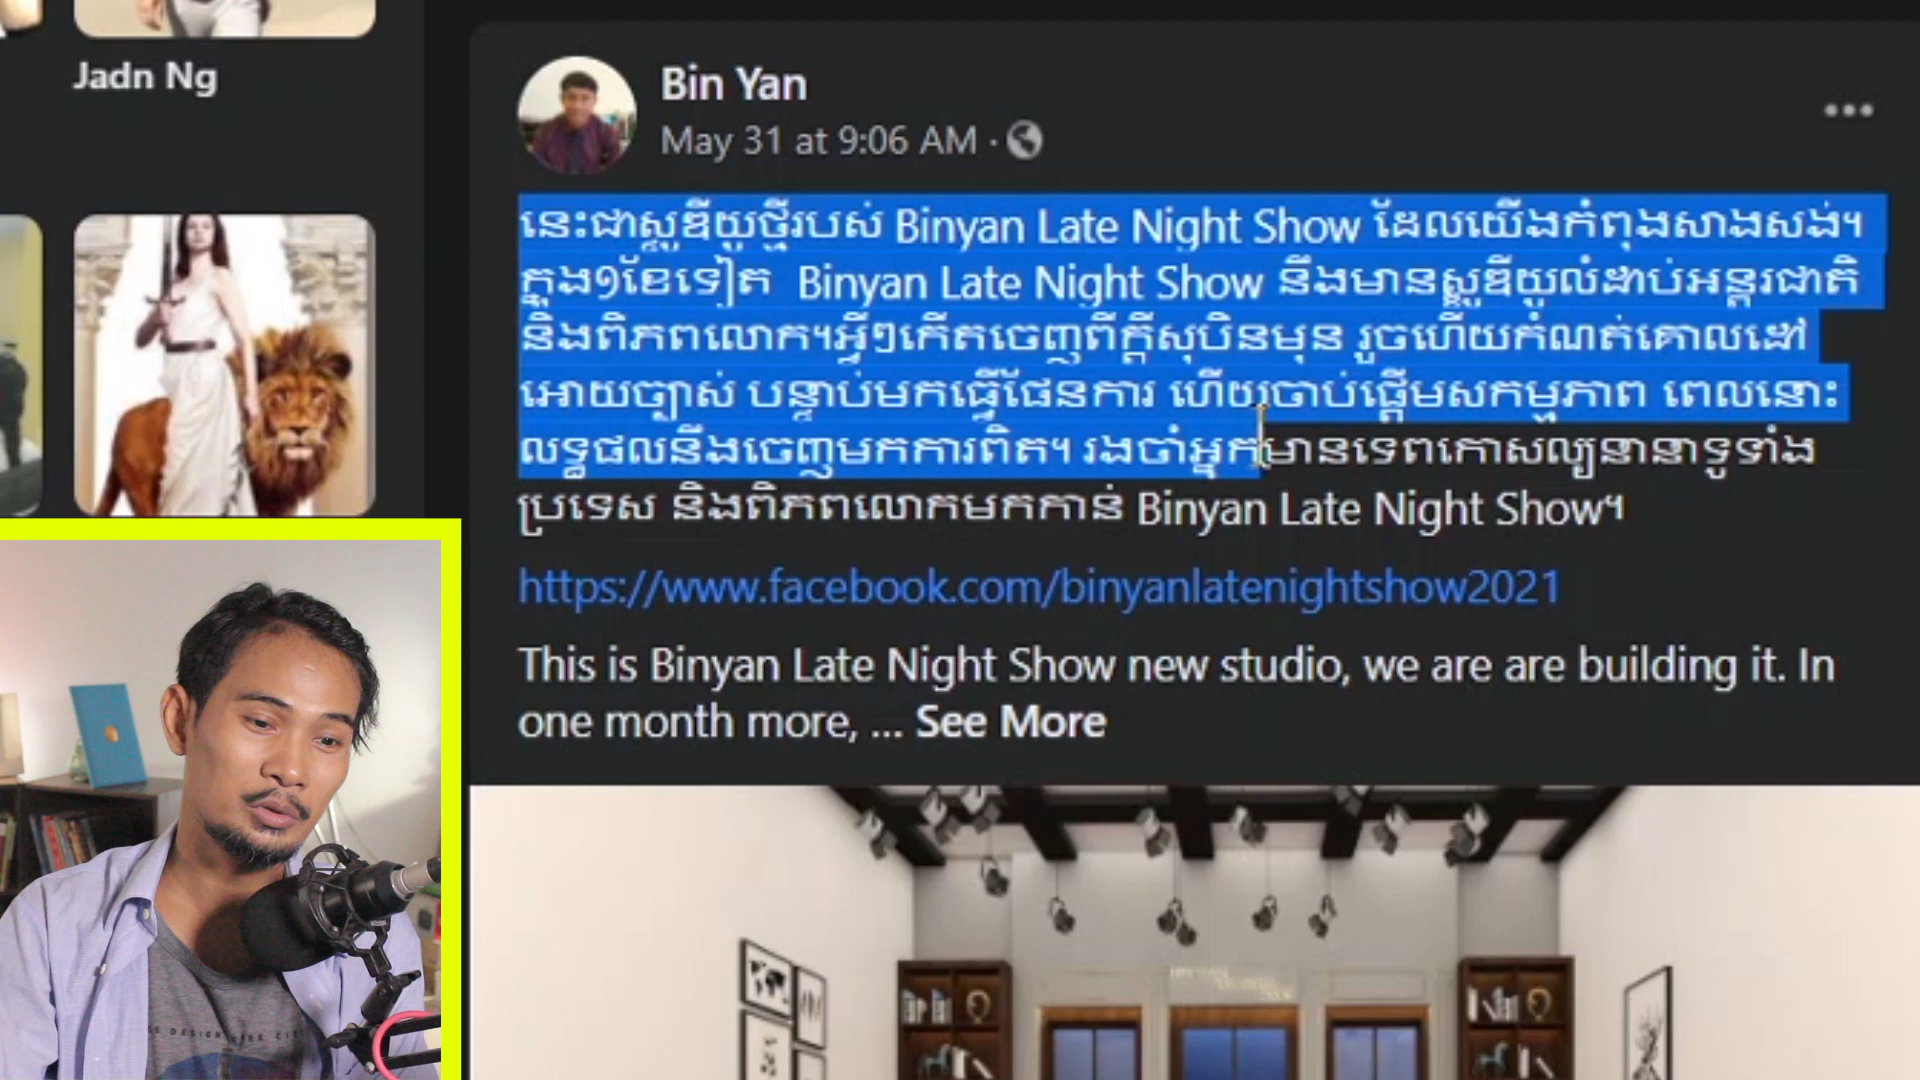 Jadn Ng
Bin Yan
May 31 at 9:06 AM ·
នេះជាស្ទូឌីយូថ្មីរបស់ Binyan Late Night Show ដែលយើងកំពុងសាងសង់។
ក្នុង១ខែទៀត Binyan Late Night Show នឹងមានស្ទូឌីយូលំដាប់អន្តរជាតិ
និងពិភពលោក។អ្វីៗកើតចេញពីក្តីសុបិនមុន រួចហើយកំណត់គោលដៅ
អោយច្បាស់ បន្ទាប់មកធ្វើផែនការ ហើយចាប់ផ្តើមសកម្មភាព ពេលនោះ
លទ្ធផលនឹងចេញមកការពិត។ រងចាំអ្នកមានទេពកោសល្យនានាទូទាំង
ប្រទេស និងពិភពលោកមកកាន់ Binyan Late Night Show។
https://www.facebook.com/binyanlatenightshow2021
This is Binyan Late Night Show new studio, we are are building it. In
one month more, ... See More